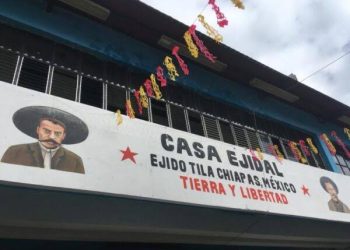 CASA EJIDAL
EJIDO TILA CHIAPAS, MÉXICO
TIERRA Y LIBERTAD